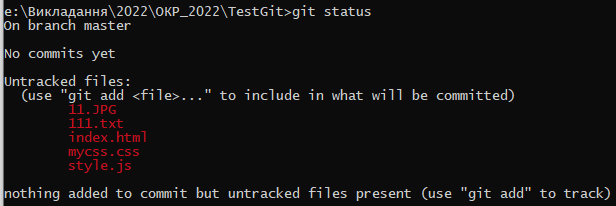 e:\Викладання\2022\ОКР_2022\TestGit>git status
On branch master
No commits yet
Untracked files:
(use "git add <file>..." to include in what will be committed)
11.JPG
111.txt
index.html
mycss.css
style.js
nothing added to commit but untracked files present (use "git add" to track)